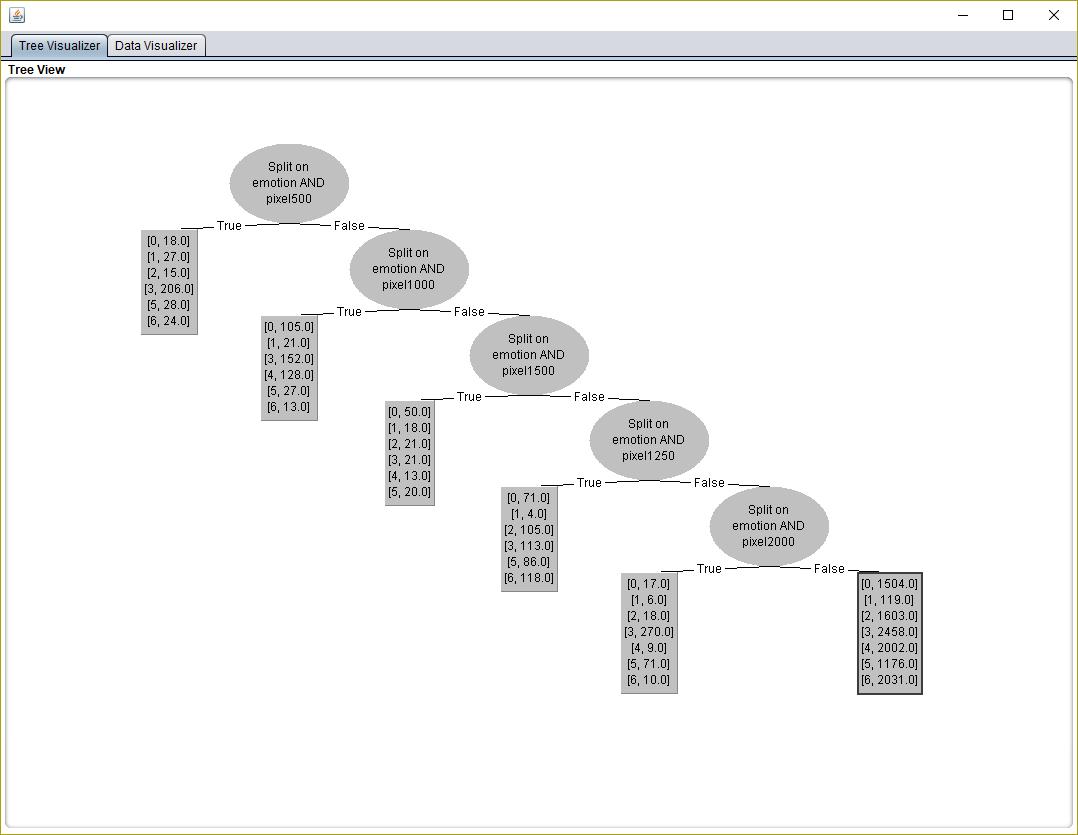 Tree Visualizer
Data Visualizer
Tree View
Split on
emotion AND
pixel500
True
False
[0, 18.0]
[1, 27.0]
[2, 15.0]
[3, 206.0]
[5, 28.0]
[6, 24.0]
Split on
emotion AND
pixel1000
True
False
[0, 105.0]
[1, 21.0]
[3, 152.0]
[4, 128.0]
[5, 27.0]
[6, 13.0]
Split on
emotion AND
pixel1500
True
False
[0, 50.0]
[1, 18.0]
[2, 21.0]
[3, 21.0]
[4, 13.0]
[5, 20.0]
Split on
emotion AND
pixel1250
True
False
[0, 71.0]
[1, 4.0]
[2, 105.0]
[3, 113.0]
[5, 86.0]
[6, 118.0]
Split on
emotion AND
pixel2000
True
False
[0, 17.0]
[1, 6.0]
[2, 18.0]
[3, 270.0]
[4, 9.0]
[5, 71.0]
[6, 10.0]
[0, 1504.0]
[1, 119.0]
[2, 1603.0]
[3, 2458.0]
[4, 2002.0]
[5, 1176.0]
[6, 2031.0]